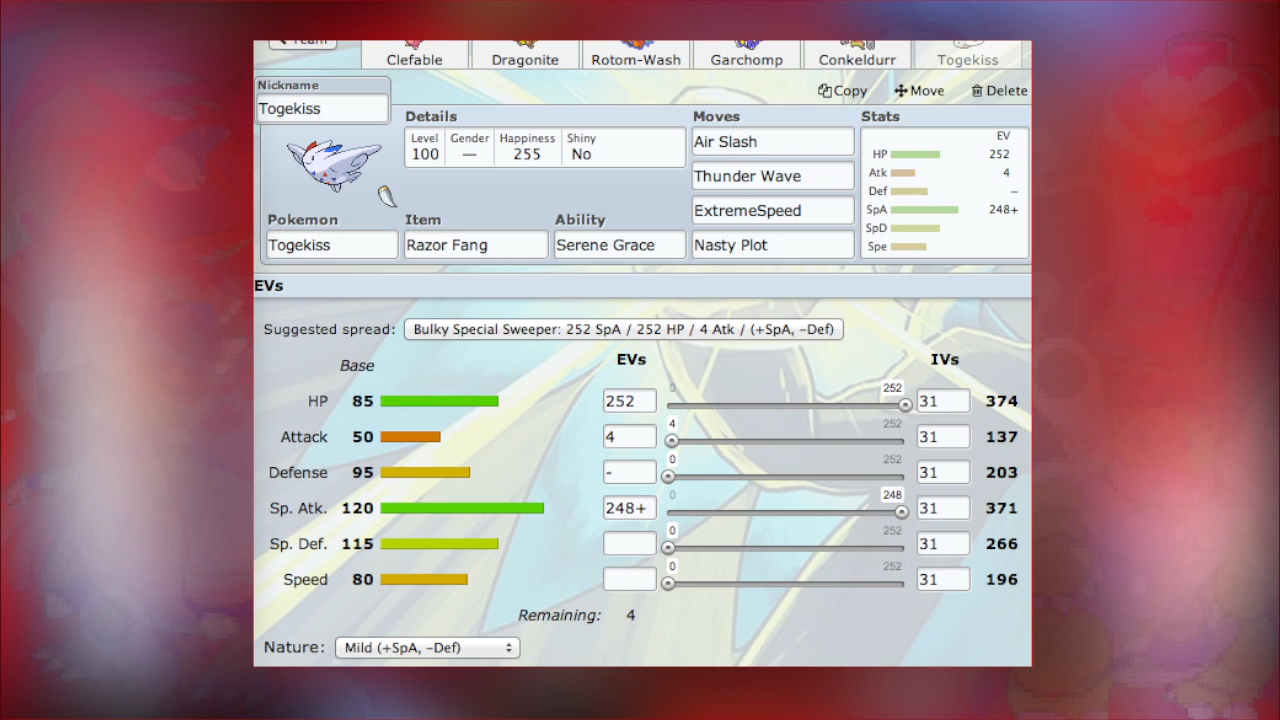 Team
Clefable Dragonite Rotom-Wash Garchomp Conkeldurr Togekiss
Copy Move Delete
Nickname
Togekiss
Details Moves Stats
Level Gender Happiness Shiny
100 — 255 No
Air Slash
Thunder Wave
ExtremeSpeed
Nasty Plot
EV
HP 252
Atk 4
Def –
SpA 248+
SpD
Spe
Pokemon Item Ability
Togekiss Razor Fang Serene Grace
EVs
Suggested spread: Bulky Special Sweeper: 252 SpA / 252 HP / 4 Atk / (+SpA, −Def)
Base EVs IVs
HP 85 252 0 252 31 374
Attack 50 4 4 252 31 137
Defense 95 - 0 252 31 203
Sp. Atk. 120 248+ 0 248 31 371
Sp. Def. 115 0 252 31 266
Speed 80 0 252 31 196
Remaining: 4
Nature: Mild (+SpA, −Def)